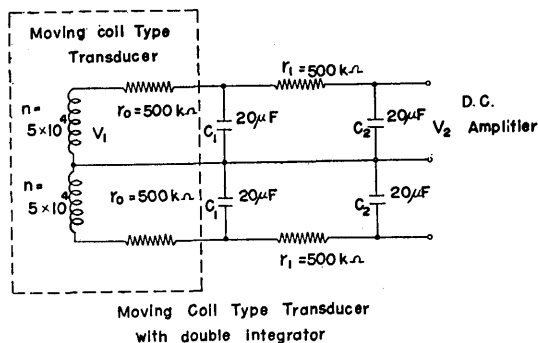 Moving coil Type
Transducer
r₁ = 500 kΩ
n =
5×10⁴
V₁
r₀ = 500 kΩ
C₁
20μF
C₂
20μF
V₂
D.C.
Amplitier
n =
5×10⁴
r₀ = 500 kΩ
C₁
20μF
C₂
20μF
r₁ = 500 kΩ
Moving Coil Type Transducer
with double integrator